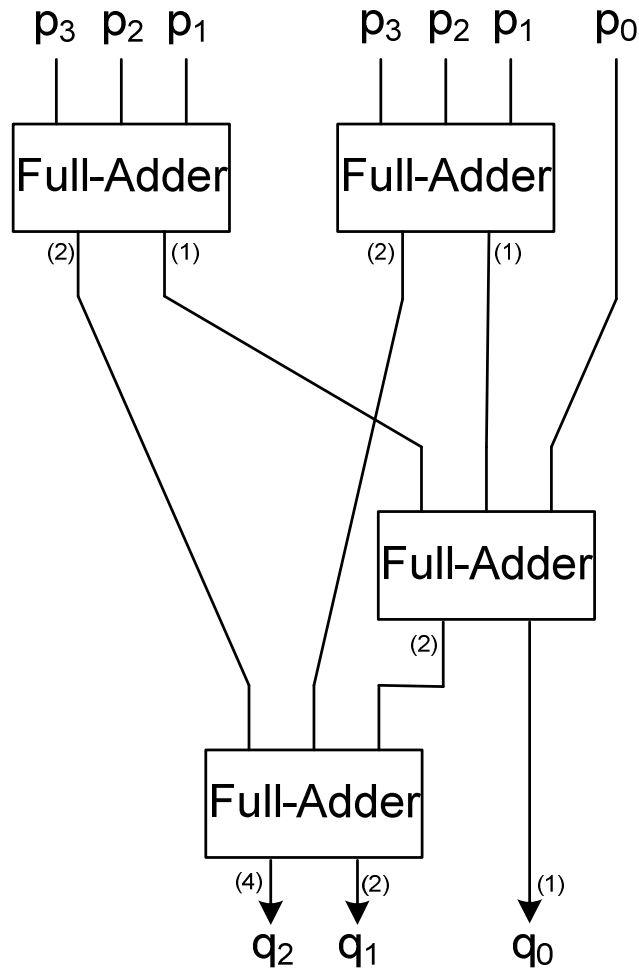 p₃ p₂ p₁ p₃ p₂ p₁ p₀
Full-Adder Full-Adder
(2) (1) (2) (1)
Full-Adder
(2)
Full-Adder
(4) (2) (1)
q₂ q₁ q₀